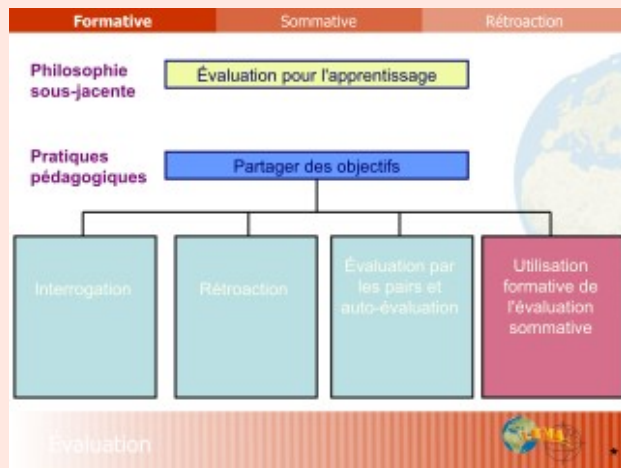 Formative
Sommative
Rétroaction
Philosophie
sous-jacente
Évaluation pour l'apprentissage
Pratiques
pédagogiques
Partager des objectifs
Interrogation
Rétroaction
Évaluation par
les pairs et
auto-évaluation
Utilisation
formative de
l'évaluation
sommative
Évaluation